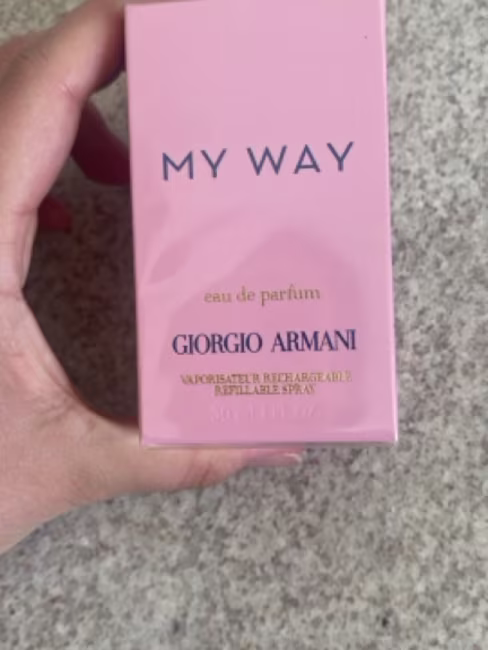 MY WAY
eau de parfum
GIORGIO ARMANI
VAPORISATEUR RECHARGEABLE
REFILLABLE SPRAY